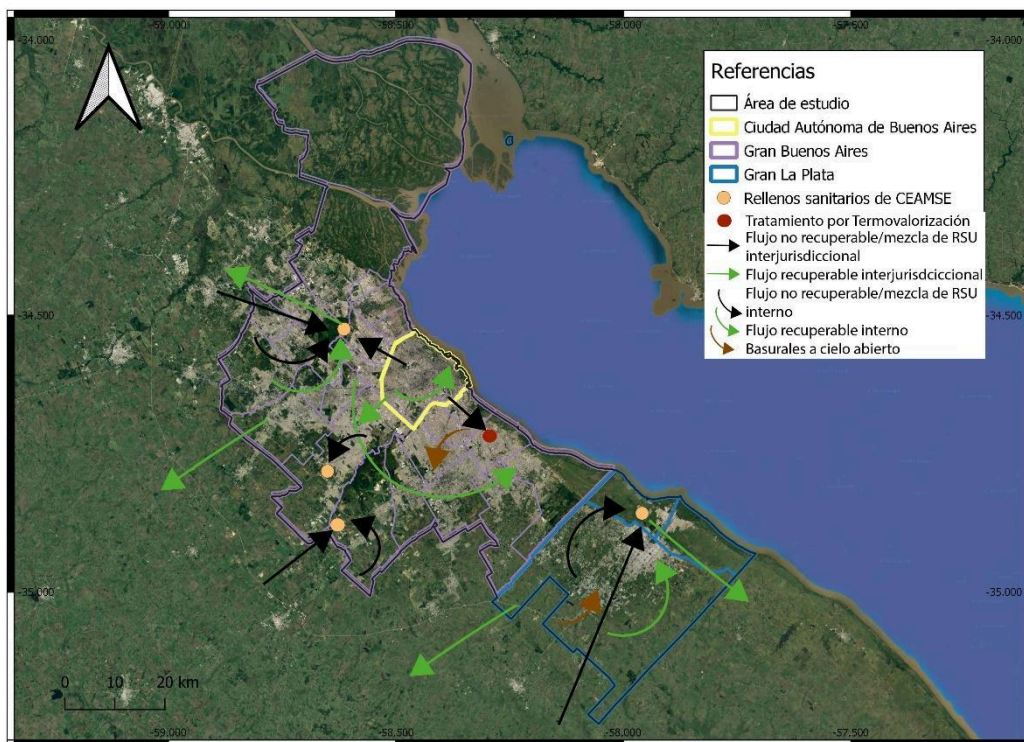 -59.000
-58.500
-58.000
-57.500
-34.000
-34.000
Referencias
Área de estudio
Ciudad Autónoma de Buenos Aires
Gran Buenos Aires
Gran La Plata
Rellenos sanitarios de CEAMSE
Tratamiento por Termovalorización
Flujo no recuperable/mezcla de RSU
interjurisdiccional
Flujo recuperable interjurisdciccional
Flujo no recuperable/mezcla de RSU
interno
Flujo recuperable interno
Basurales a cielo abierto
-34.500
-34.500
-35.000
-35.000
0 10 20 km
-59.000
-58.500
-58.000
-57.500